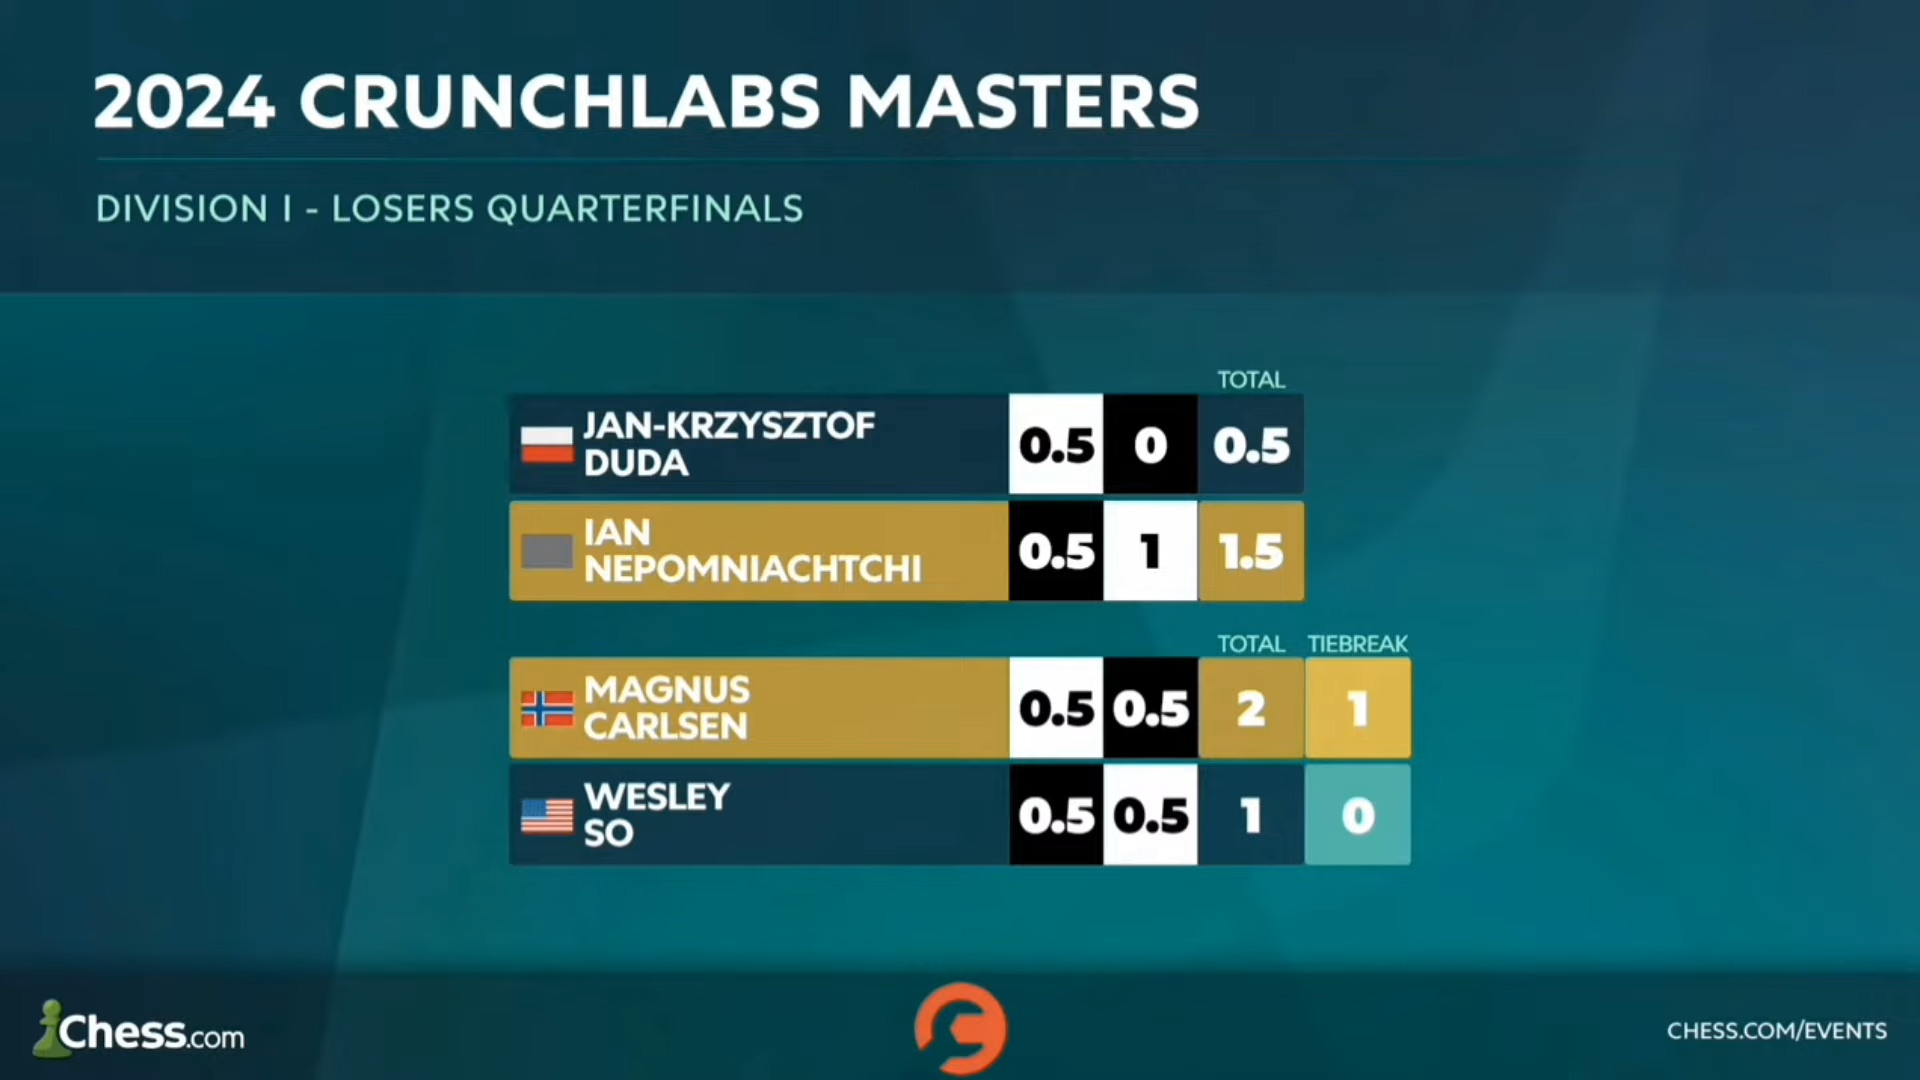 2024 CRUNCHLABS MASTERS
DIVISION I - LOSERS QUARTERFINALS
TOTAL
JAN-KRZYSZTOF
DUDA
0.5 0 0.5
IAN
NEPOMNIACHTCHI
0.5 1 1.5
TOTAL TIEBREAK
MAGNUS
CARLSEN
0.5 0.5 2 1
WESLEY
SO
0.5 0.5 1 0
Chess.com
CHESS.COM/EVENTS